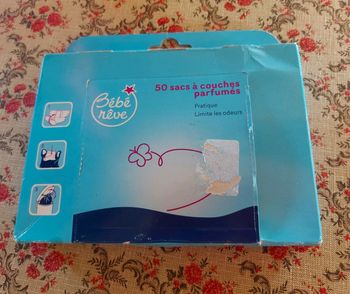 Bébé
rêve
50 sacs à couches
parfumés
Pratique
Limite les odeurs